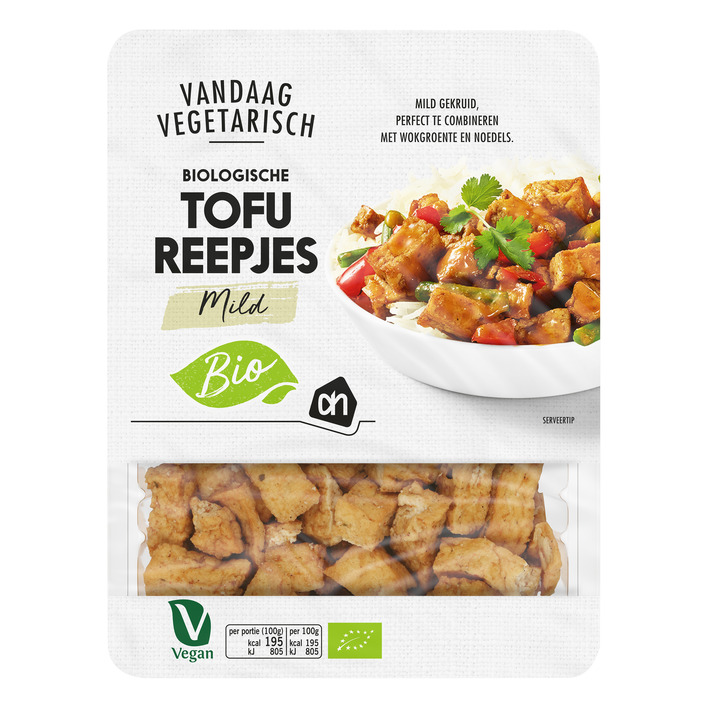 VANDAAG
VEGETARISCH
MILD GEKRUID,
PERFECT TE COMBINEREN
MET WOKGROENTE EN NOEDELS.
BIOLOGISCHE
TOFU
REEPJES
Mild
Bio
ah
SERVEERTIP
V
Vegan
per portie (100g) per 100g
kcal 195 kcal 195
kJ 805 kJ 805